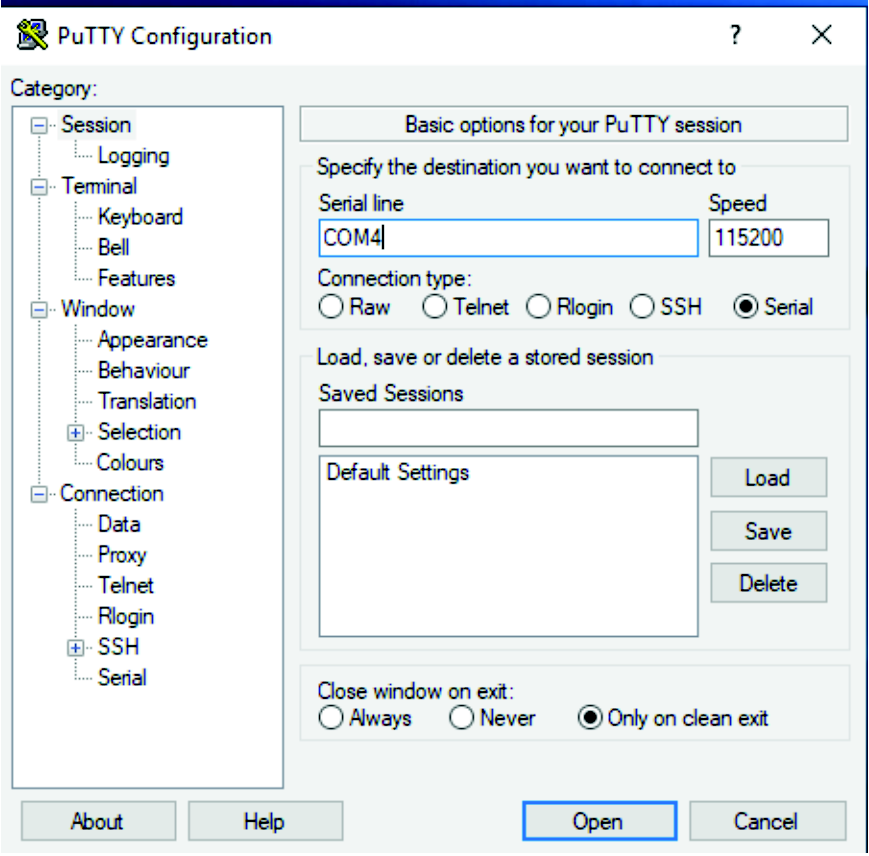 PuTTY Configuration
?
Category:
Session
Logging
Terminal
Keyboard
Bell
Features
Window
Appearance
Behaviour
Translation
Selection
Colours
Connection
Data
Proxy
Telnet
Rlogin
SSH
Serial
Basic options for your PuTTY session
Specify the destination you want to connect to
Serial line Speed
COM4 115200
Connection type:
Raw Telnet Rlogin SSH Serial
Load, save or delete a stored session
Saved Sessions
Default Settings
Load
Save
Delete
Close window on exit:
Always Never Only on clean exit
About Help Open Cancel